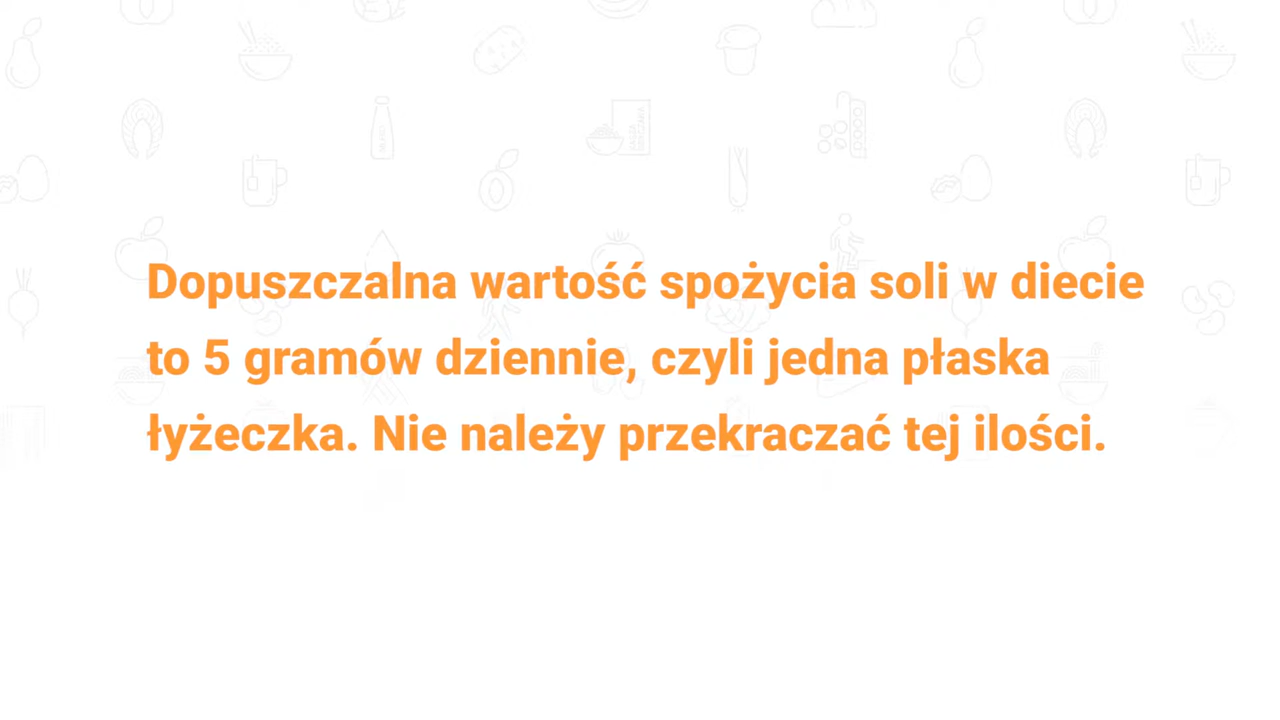 Dopuszczalna wartość spożycia soli w diecie
to 5 gramów dziennie, czyli jedna płaska
łyżeczka. Nie należy przekraczać tej ilości.